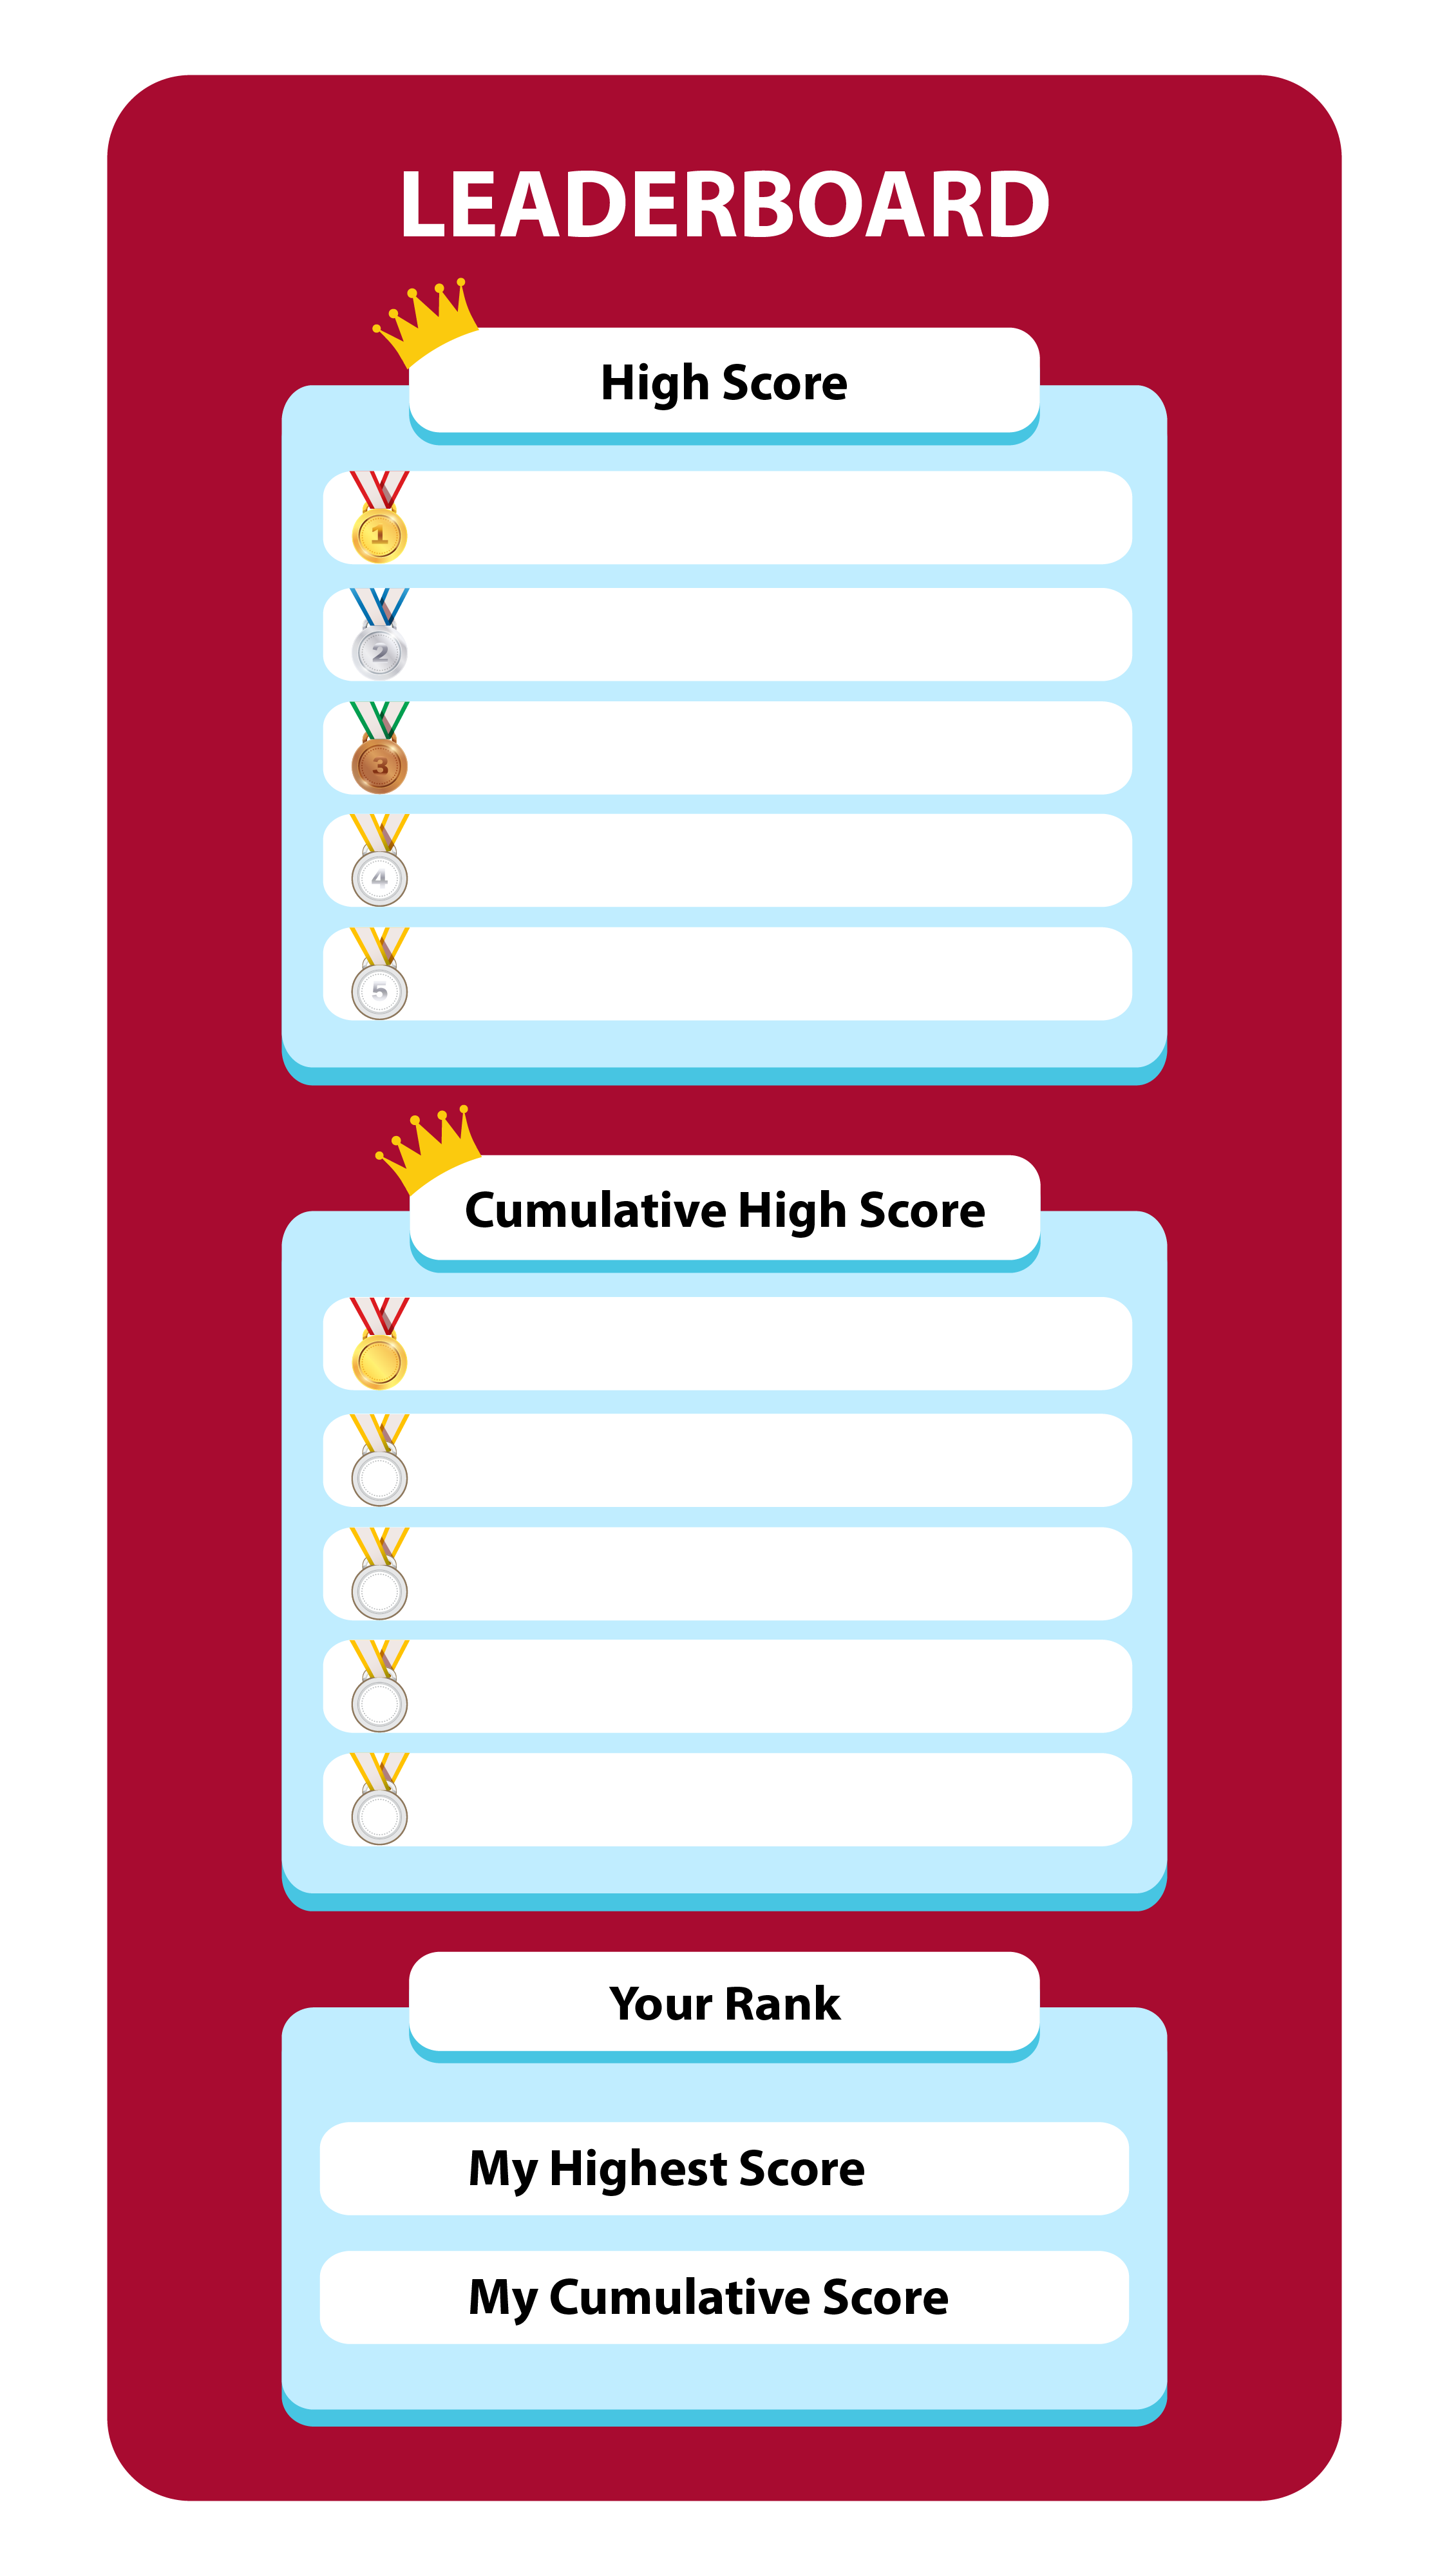 LEADERBOARD
High Score
1
2
3
4
5
Cumulative High Score
Your Rank
My Highest Score
My Cumulative Score